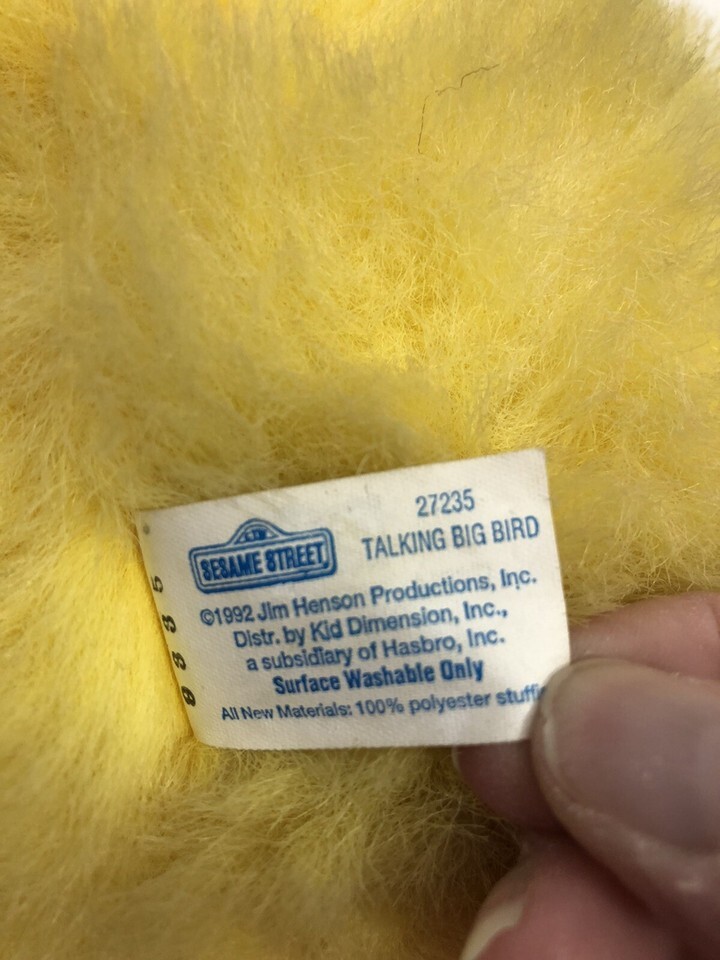 27235
CTW
SESAME STREET
TALKING BIG BIRD
©1992 Jim Henson Productions, Inc.
Distr. by Kid Dimension, Inc.,
a subsidiary of Hasbro, Inc.
Surface Washable Only
All New Materials: 100% polyester